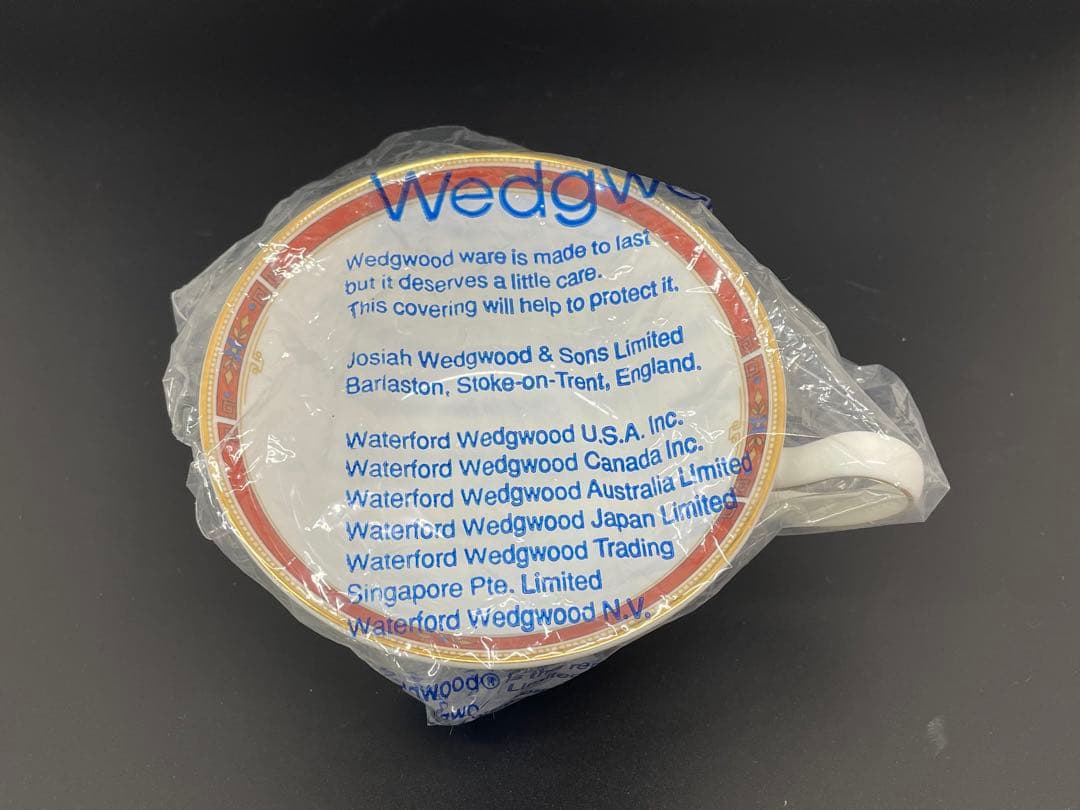 Wedgwo
Wedgwood ware is made to last
but it deserves a little care.
This covering will help to protect it.
Josiah Wedgwood & Sons Limited
Barlaston, Stoke-on-Trent, England.
Waterford Wedgwood U.S.A. Inc.
Waterford Wedgwood Canada Inc.
Waterford Wedgwood Australia Limited
Waterford Wedgwood Japan Limited
Waterford Wedgwood Trading
Singapore Pte. Limited
Waterford Wedgwood N.V.
gwood®